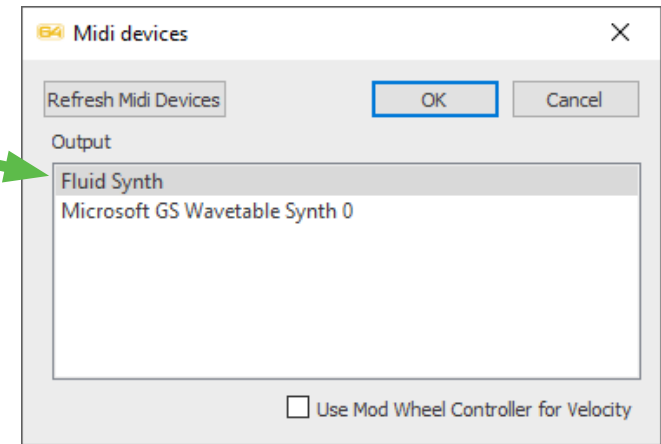 64 Midi devices
Refresh Midi Devices OK Cancel
Output
Fluid Synth
Microsoft GS Wavetable Synth 0
Use Mod Wheel Controller for Velocity